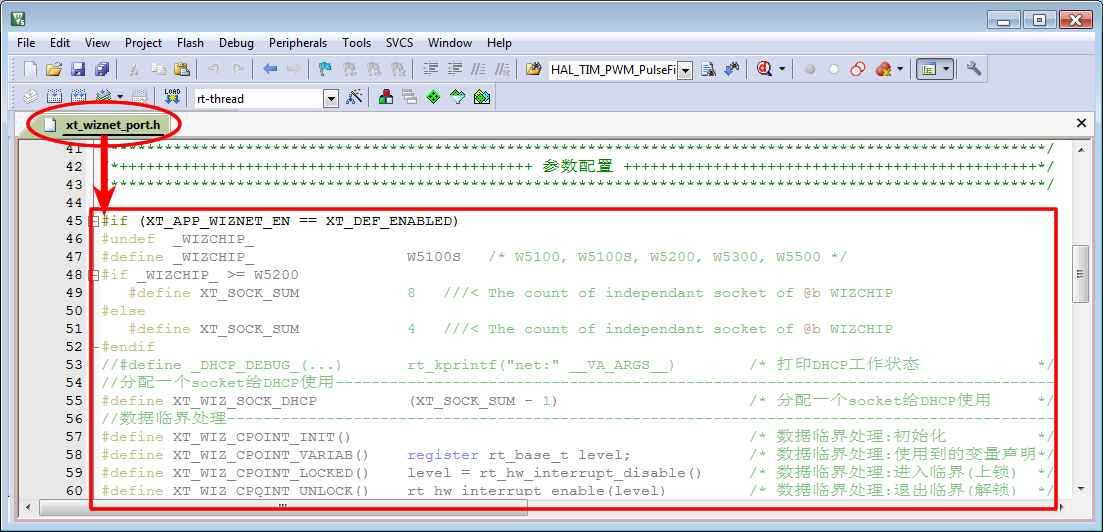 File Edit View Project Flash Debug Peripherals Tools SVCS Window Help
HAL_TIM_PWM_PulseFi
LOAD rt-thread
xt_wiznet_port.h
41 ***********************************************************************************************************/
42 *++++++++++++++++++++++++++++++++++++++++++++++ 参数配置 ++++++++++++++++++++++++++++++++++++++++++++++*/
43 ***********************************************************************************************************/
44
45 #if (XT_APP_WIZNET_EN == XT_DEF_ENABLED)
46 #undef _WIZCHIP_
47 #define _WIZCHIP_ W5100S /* W5100, W5100S, W5200, W5300, W5500 */
48 #if _WIZCHIP_ >= W5200
49 #define XT_SOCK_SUM 8 ///< The count of independant socket of @b WIZCHIP
50 #else
51 #define XT_SOCK_SUM 4 ///< The count of independant socket of @b WIZCHIP
52 #endif
53 //#define _DHCP_DEBUG_(...) rt_kprintf("net:" __VA_ARGS__) /* 打印DHCP工作状态 */
54 //分配一个socket给DHCP使用--------------------------------------------------------------------------------
55 #define XT_WIZ_SOCK_DHCP (XT_SOCK_SUM - 1) /* 分配一个socket给DHCP使用 */
56 //数据临界处理--------------------------------------------------------------------------------------------
57 #define XT_WIZ_CPOINT_INIT() /* 数据临界处理:初始化 */
58 #define XT_WIZ_CPOINT_VARIAB() register rt_base_t level; /* 数据临界处理:使用到的变量声明*/
59 #define XT_WIZ_CPOINT_LOCKED() level = rt_hw_interrupt_disable() /* 数据临界处理:进入临界(上锁) */
60 #define XT_WIZ_CPOINT_UNLOCK() rt_hw_interrupt_enable(level) /* 数据临界处理:退出临界(解锁) */